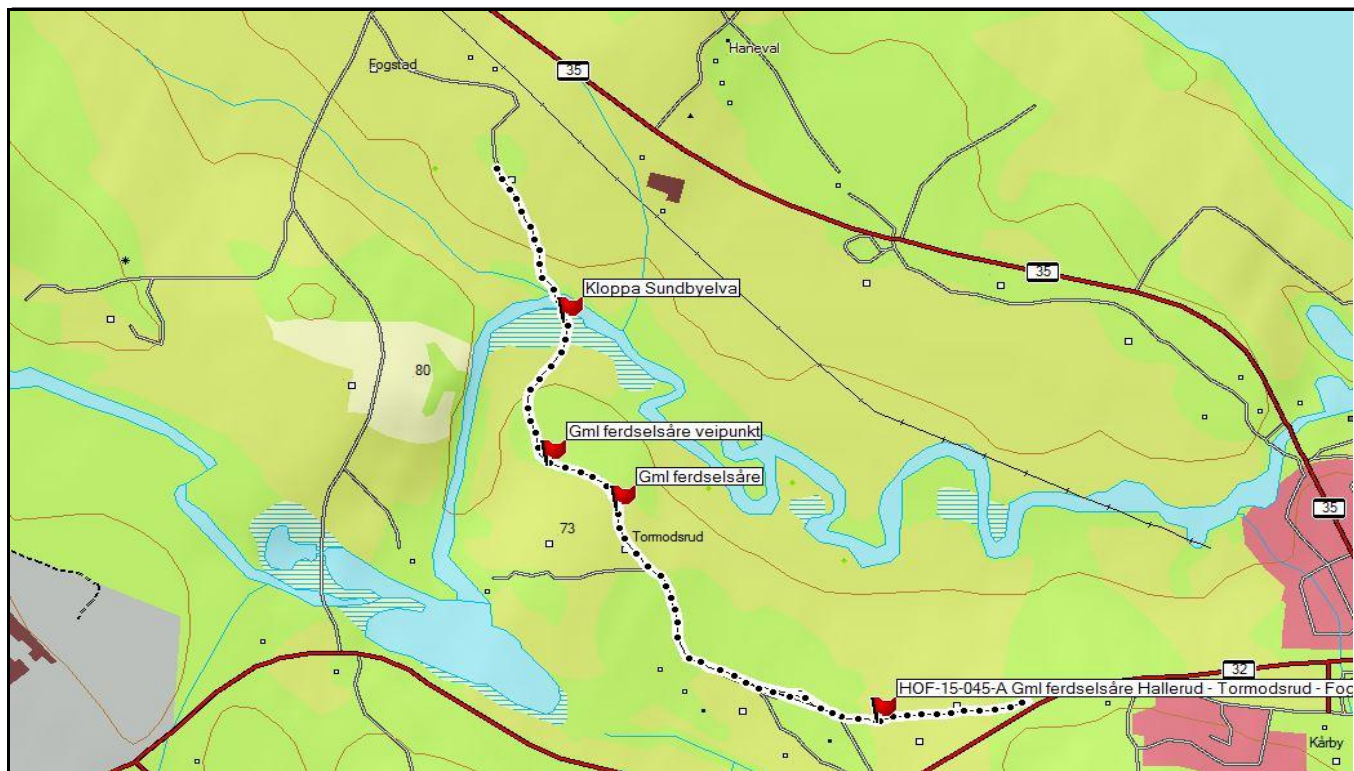 Haneval
Fogstad
35
35
Kloppa Sundbyelva
80
Gml ferdselsåre veipunkt
Gml ferdselsåre
35
73
Tormodsrud
32
HOF-15-045-A Gml ferdselsåre Hallerud - Tormodsrud - Fog
Kårby